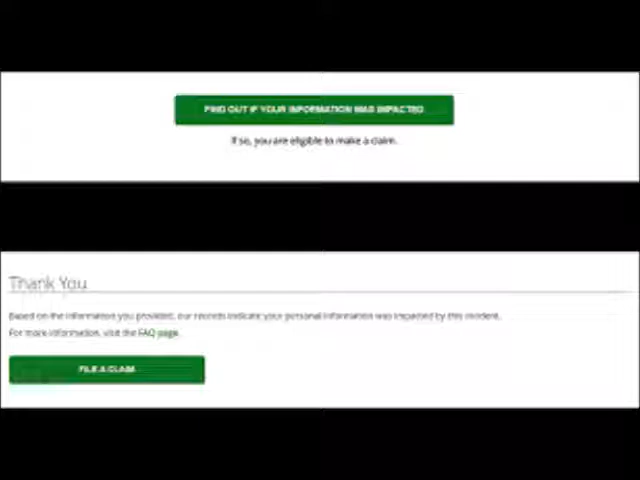 FIND OUT IF YOUR INFORMATION WAS IMPACTED
If so, you are eligible to make a claim.
Thank You
Based on the information you provided, our records indicate your personal information was impacted by this incident.
For more information, visit the FAQ page.
FILE A CLAIM